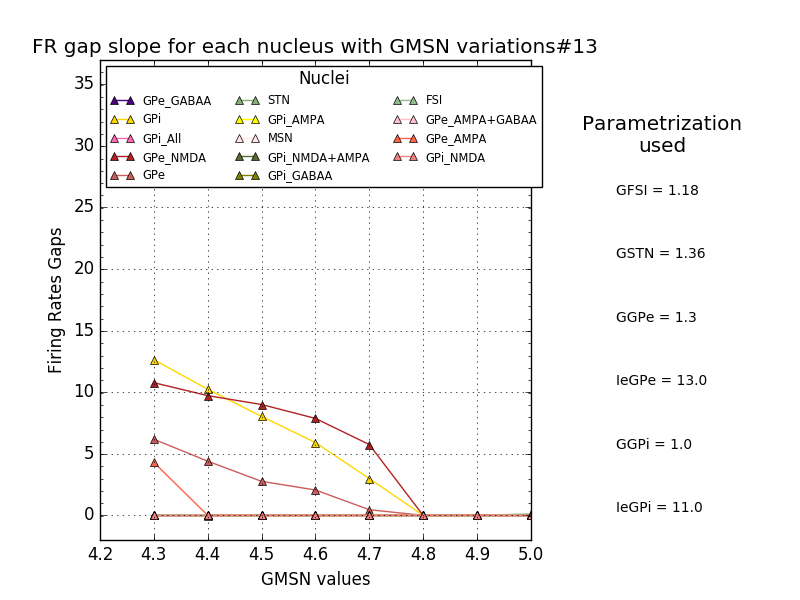 FR gap slope for each nucleus with GMSN variations#13
Nuclei
GPe_GABAA STN FSI
GPi GPi_AMPA GPe_AMPA+GABAA
GPi_All MSN GPe_AMPA
GPe_NMDA GPi_NMDA+AMPA GPi_NMDA
GPe GPi_GABAA
35
30
25
20
15
10
5
0
Firing Rates Gaps
4.2 4.3 4.4 4.5 4.6 4.7 4.8 4.9 5.0
GMSN values
Parametrization
used
GFSI = 1.18
GSTN = 1.36
GGPe = 1.3
IeGPe = 13.0
GGPi = 1.0
IeGPi = 11.0